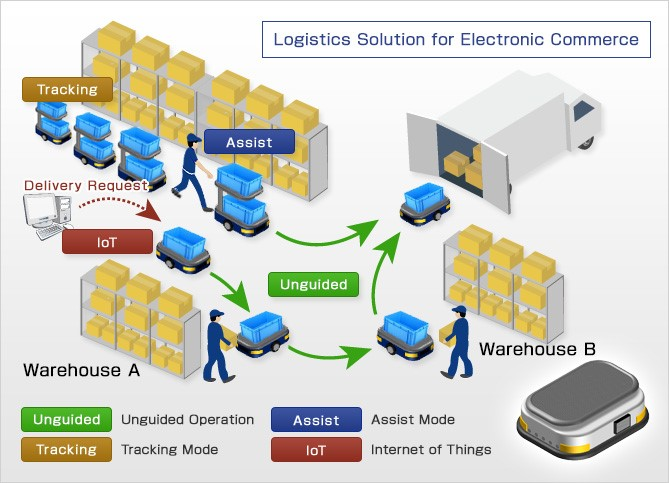 Logistics Solution for Electronic Commerce
Tracking
Assist
Delivery Request
IoT
Unguided
Warehouse A
Warehouse B
Unguided Unguided Operation Assist Assist Mode
Tracking Tracking Mode IoT Internet of Things